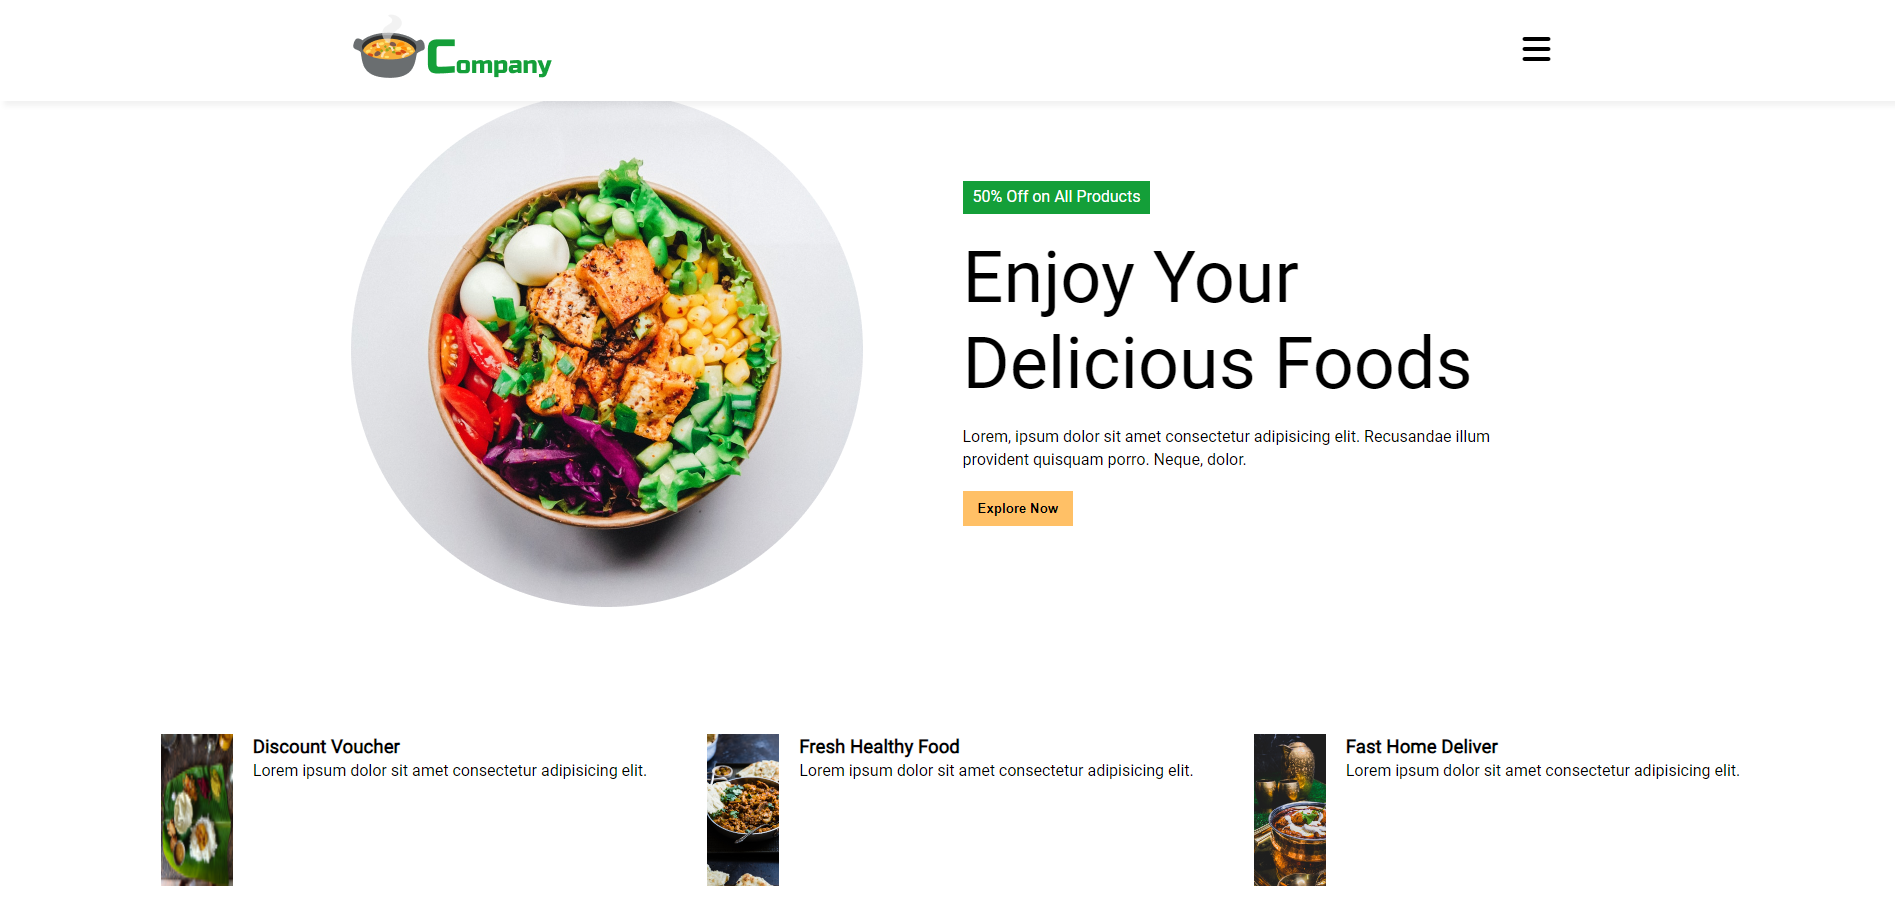 Company
50% Off on All Products
Enjoy Your
Delicious Foods
Lorem, ipsum dolor sit amet consectetur adipisicing elit. Recusandae illum
provident quisquam porro. Neque, dolor.
Explore Now
Discount Voucher
Lorem ipsum dolor sit amet consectetur adipisicing elit.
Fresh Healthy Food
Lorem ipsum dolor sit amet consectetur adipisicing elit.
Fast Home Deliver
Lorem ipsum dolor sit amet consectetur adipisicing elit.